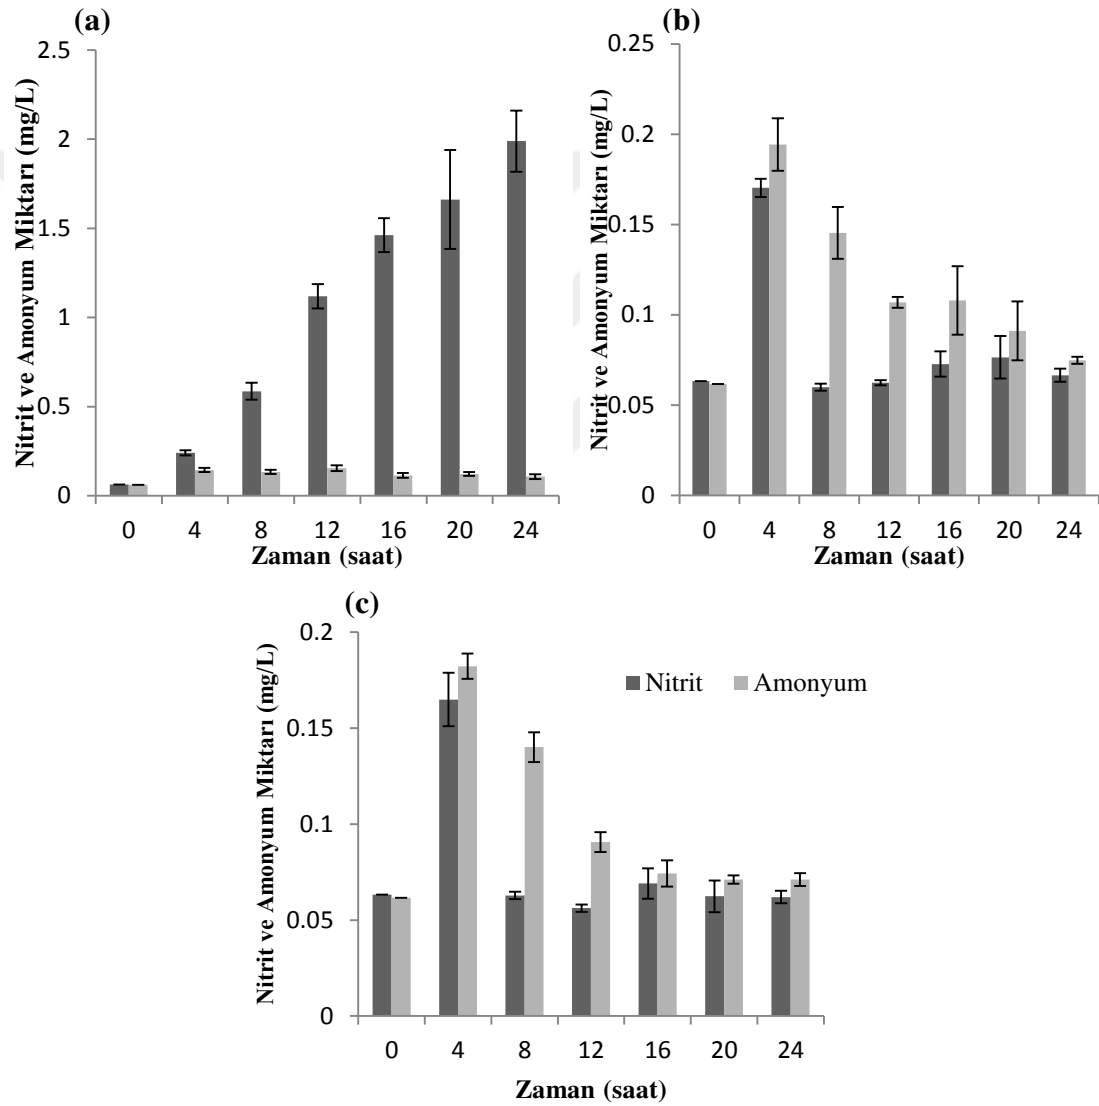 (a)
Nitrit ve Amonyum Miktarı (mg/L)
2.5
2
1.5
1
0.5
0
0 4 8 12 16 20 24
Zaman (saat)
(b)
Nitrit ve Amonyum Miktarı (mg/L)
0.25
0.2
0.15
0.1
0.05
0
0 4 8 12 16 20 24
Zaman (saat)
(c)
Nitrit ve Amonyum Miktarı (mg/L)
0.2
0.15
0.1
0.05
0
Nitrit Amonyum
0 4 8 12 16 20 24
Zaman (saat)